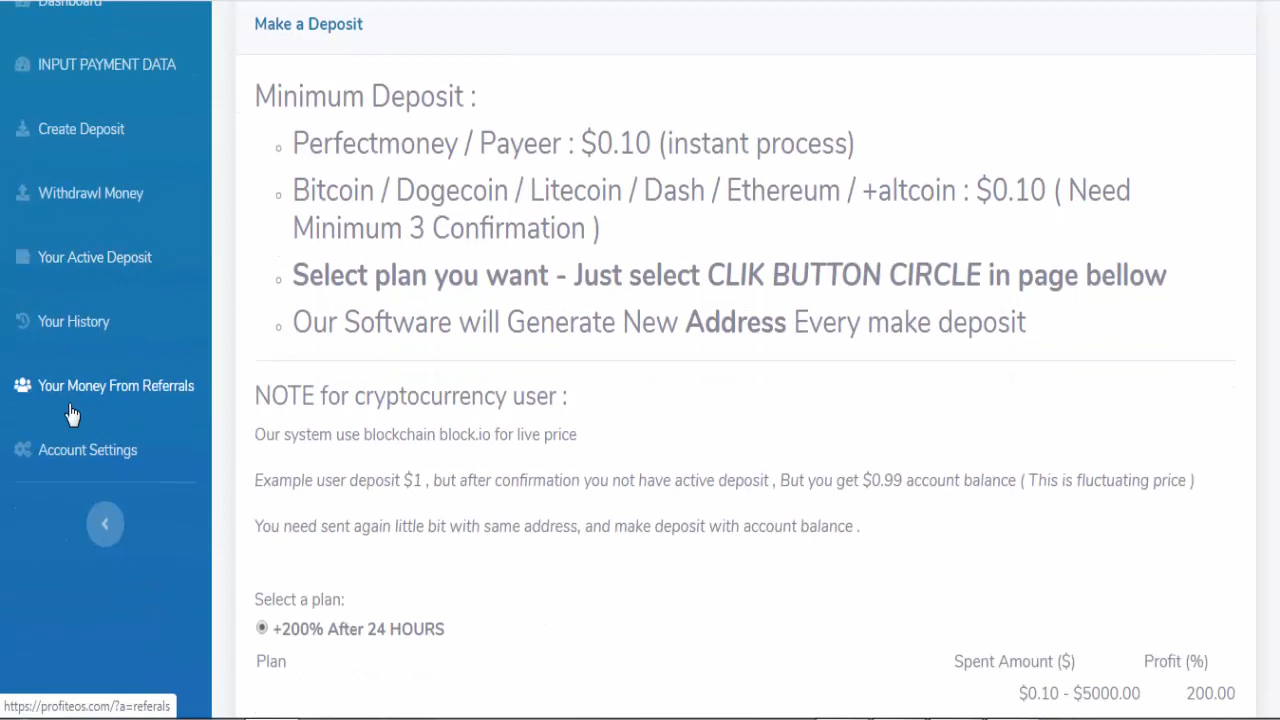 Dashboard
INPUT PAYMENT DATA
Create Deposit
Withdrawl Money
Your Active Deposit
Your History
Your Money From Referrals
Account Settings
https://profiteos.com/?a=referals
Make a Deposit
Minimum Deposit :
Perfectmoney / Payeer : $0.10 (instant process)
Bitcoin / Dogecoin / Litecoin / Dash / Ethereum / +altcoin : $0.10 ( Need
Minimum 3 Confirmation )
Select plan you want - Just select CLIK BUTTON CIRCLE in page bellow
Our Software will Generate New Address Every make deposit
NOTE for cryptocurrency user :
Our system use blockchain block.io for live price
Example user deposit $1 , but after confirmation you not have active deposit , But you get $0.99 account balance ( This is fluctuating price )
You need sent again little bit with same address, and make deposit with account balance .
Select a plan:
+200% After 24 HOURS
Plan Spent Amount ($) Profit (%)
$0.10 - $5000.00 200.00